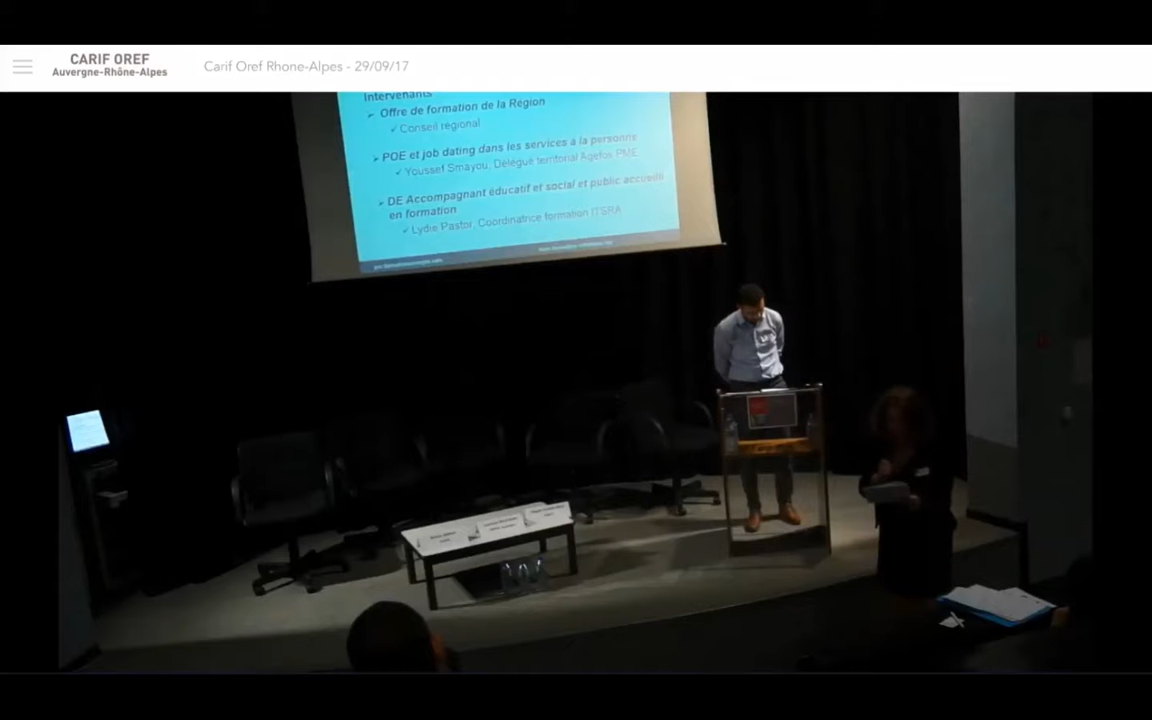 CARIF OREF
Auvergne-Rhône-Alpes
Carif Oref Rhone-Alpes - 29/09/17
Intervenants
➢ Offre de formation de la Région
✓ Conseil régional
➢ POE et job dating dans les services à la personne
✓ Youssef Smayou, Délégué territorial Agefos PME
➢ DE Accompagnant éducatif et social et public accueilli
en formation
✓ Lydie Pastor, Coordinatrice formation ITSRA